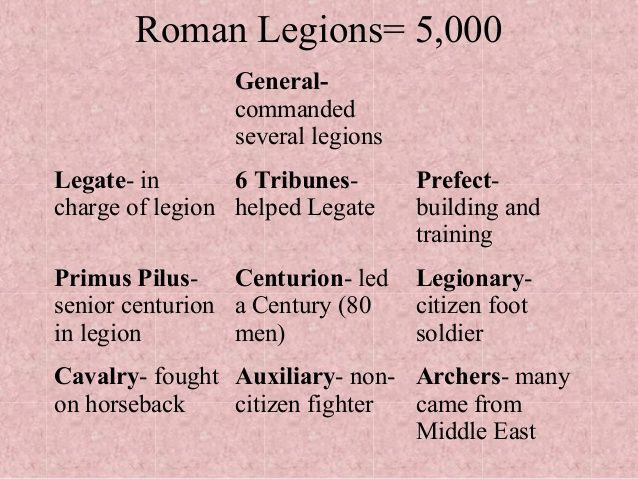 Roman Legions= 5,000
General-
commanded
several legions
Legate- in
charge of legion
6 Tribunes-
helped Legate
Prefect-
building and
training
Primus Pilus-
senior centurion
in legion
Centurion- led
a Century (80
men)
Legionary-
citizen foot
soldier
Cavalry- fought
on horseback
Auxiliary- non-
citizen fighter
Archers- many
came from
Middle East